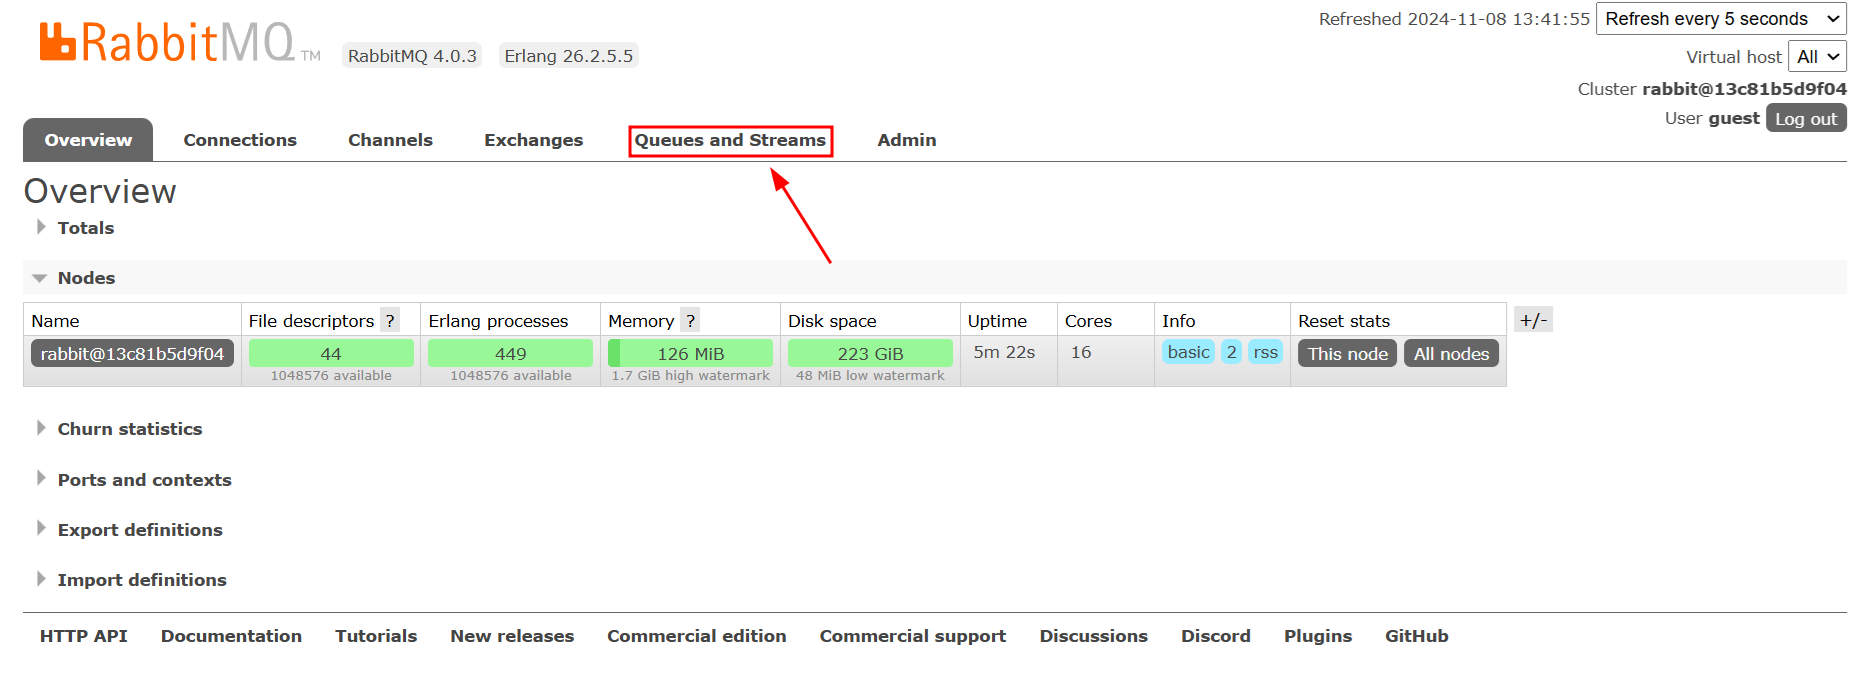 RabbitMQ TM RabbitMQ 4.0.3 Erlang 26.2.5.5
Refreshed 2024-11-08 13:41:55 Refresh every 5 seconds
Virtual host All
Cluster rabbit@13c81b5d9f04
User guest Log out
Overview Connections Channels Exchanges Queues and Streams Admin
Overview
Totals
Nodes
Name File descriptors ? Erlang processes Memory ? Disk space Uptime Cores Info Reset stats +/-
rabbit@13c81b5d9f04 44 449 126 MiB 223 GiB 5m 22s 16 basic 2 rss This node All nodes
1048576 available 1048576 available 1.7 GiB high watermark 48 MiB low watermark
Churn statistics
Ports and contexts
Export definitions
Import definitions
HTTP API Documentation Tutorials New releases Commercial edition Commercial support Discussions Discord Plugins GitHub